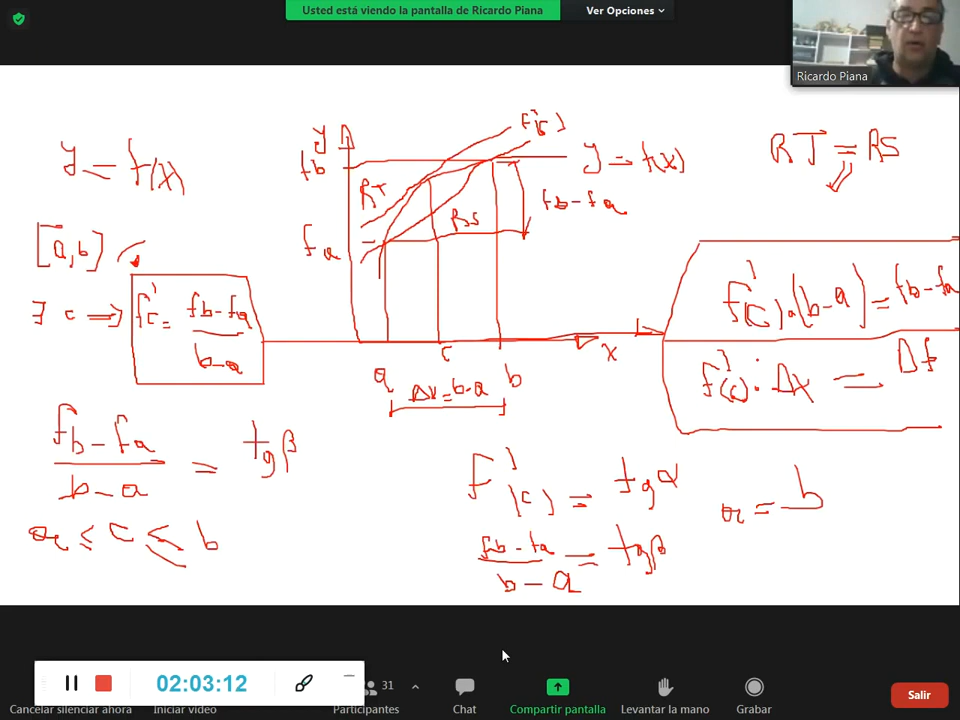 Usted está viendo la pantalla de Ricardo Piana
Ver Opciones
Ricardo Piana
y = f(x)
[a,b]
∃ c ⇒ f'c = fb-fa / b-a
fb - fa / b - a = tgβ
a ≤ c ≤ b
y
fb
fa
RT
RS
f'(c)
y = f(x)
fb - fa
a
c
b
x
Δx = b-a
RT = RS
f'(c) . (b-a) = fb - fa
f'(c) . Δx = Δf
F'(c) = tgα
fb - fa / b - a = tgβ
a = b
02:03:12
31
Cancelar silenciar ahora
Iniciar video
Participantes
Chat
Compartir pantalla
Levantar la mano
Grabar
Salir